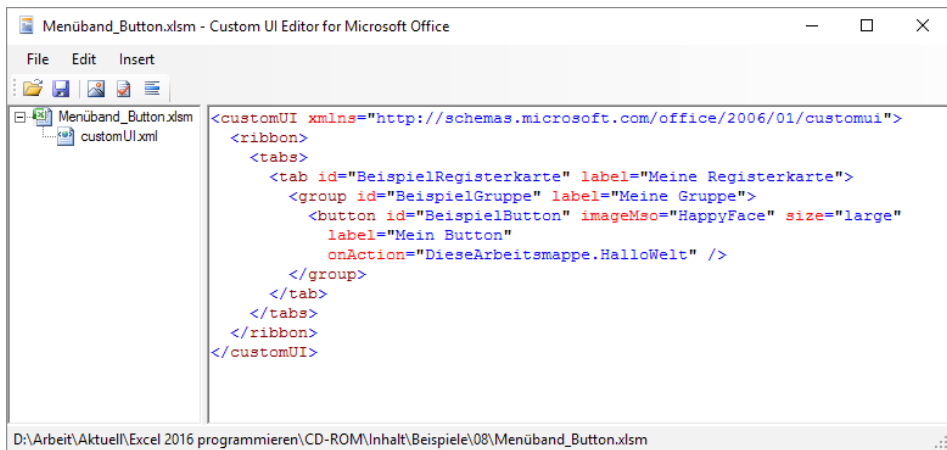 Menüband_Button.xlsm - Custom UI Editor for Microsoft Office
File Edit Insert
Menüband_Button.xlsm
customUI.xml
<customUI xmlns="http://schemas.microsoft.com/office/2006/01/customui">
<ribbon>
<tabs>
<tab id="BeispielRegisterkarte" label="Meine Registerkarte">
<group id="BeispielGruppe" label="Meine Gruppe">
<button id="BeispielButton" imageMso="HappyFace" size="large"
label="Mein Button"
onAction="DieseArbeitsmappe.HalloWelt" />
</group>
</tab>
</tabs>
</ribbon>
</customUI>
D:\Arbeit\Aktuell\Excel 2016 programmieren\CD-ROM\Inhalt\Beispiele\08\Menüband_Button.xlsm